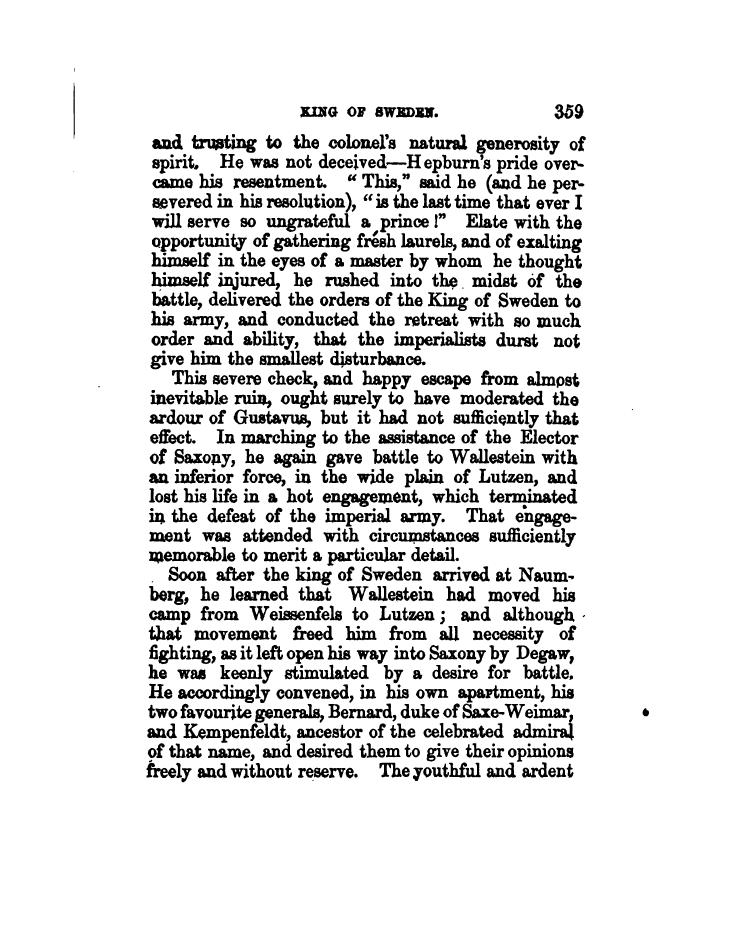 KING OF SWEDEN. 359
and trusting to the colonel's natural generosity of
spirit. He was not deceived—Hepburn's pride over-
came his resentment. "This," said he (and he per-
severed in his resolution), "is the last time that ever I
will serve so ungrateful a prince!" Elate with the
opportunity of gathering fresh laurels, and of exalting
himself in the eyes of a master by whom he thought
himself injured, he rushed into the midst of the
battle, delivered the orders of the King of Sweden to
his army, and conducted the retreat with so much
order and ability, that the imperialists durst not
give him the smallest disturbance.
This severe check, and happy escape from almost
inevitable ruin, ought surely to have moderated the
ardour of Gustavus, but it had not sufficiently that
effect. In marching to the assistance of the Elector
of Saxony, he again gave battle to Wallestein with
an inferior force, in the wide plain of Lutzen, and
lost his life in a hot engagement, which terminated
in the defeat of the imperial army. That engage-
ment was attended with circumstances sufficiently
memorable to merit a particular detail.
Soon after the king of Sweden arrived at Naum-
berg, he learned that Wallestein had moved his
camp from Weissenfels to Lutzen; and although
that movement freed him from all necessity of
fighting, as it left open his way into Saxony by Degaw,
he was keenly stimulated by a desire for battle.
He accordingly convened, in his own apartment, his
two favourite generals, Bernard, duke of Saxe-Weimar,
and Kempenfeldt, ancestor of the celebrated admiral
of that name, and desired them to give their opinions
freely and without reserve. The youthful and ardent